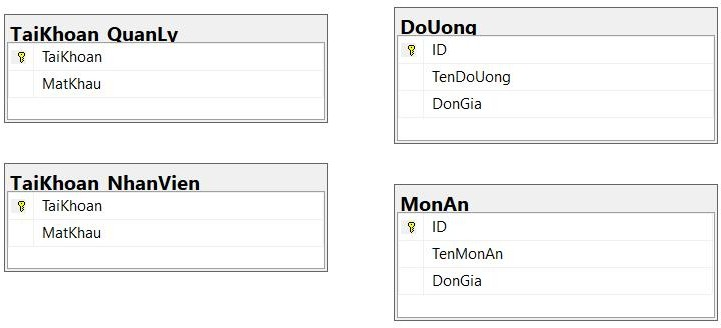 TaiKhoan_QuanLy
TaiKhoan
MatKhau
TaiKhoan_NhanVien
TaiKhoan
MatKhau
DoUong
ID
TenDoUong
DonGia
MonAn
ID
TenMonAn
DonGia